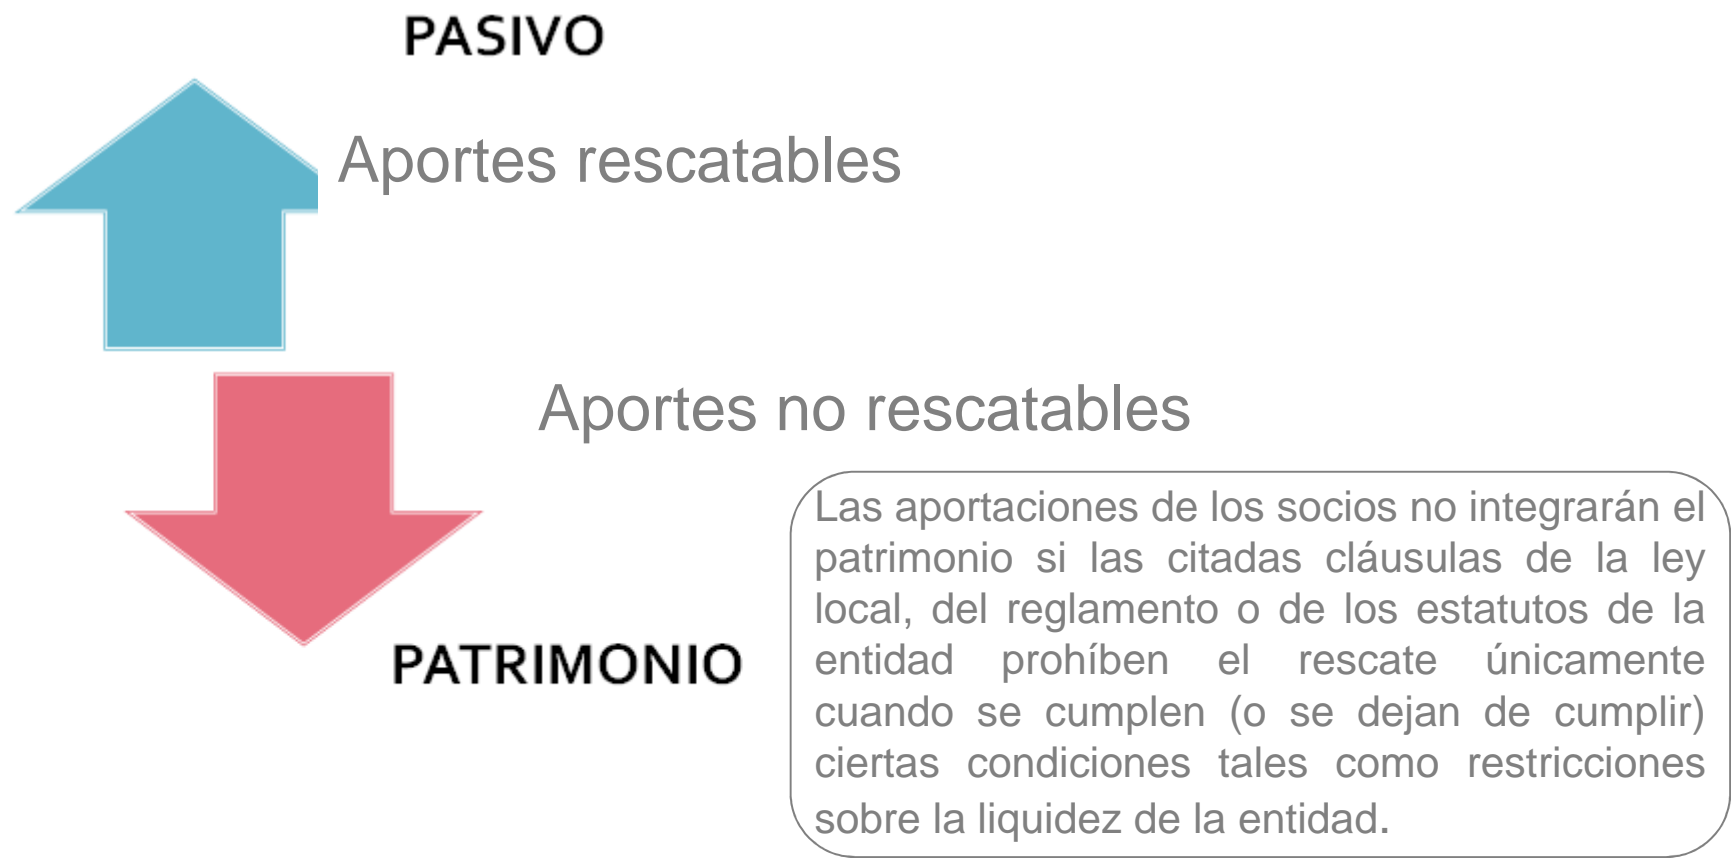 PASIVO
Aportes rescatables
Aportes no rescatables
Las aportaciones de los socios no integrarán el
patrimonio si las citadas cláusulas de la ley
local, del reglamento o de los estatutos de la
entidad prohíben el rescate únicamente
cuando se cumplen (o se dejan de cumplir)
ciertas condiciones tales como restricciones
sobre la liquidez de la entidad.
PATRIMONIO